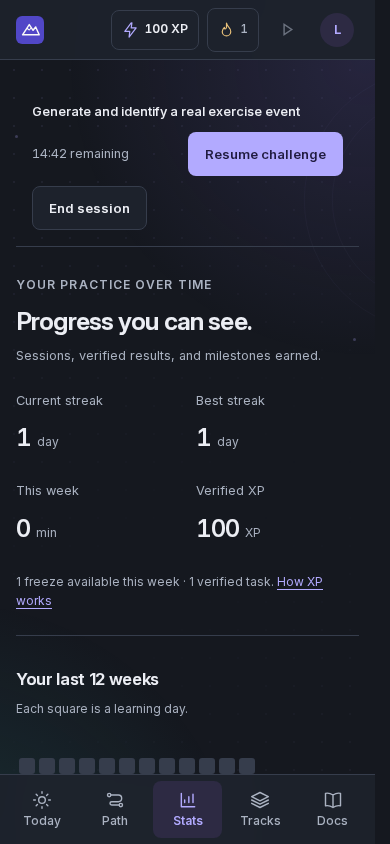 100 XP
1
L
Generate and identify a real exercise event
14:42 remaining
Resume challenge
End session
YOUR PRACTICE OVER TIME
Progress you can see.
Sessions, verified results, and milestones earned.
Current streak
Best streak
1 day
1 day
This week
Verified XP
0 min
100 XP
1 freeze available this week · 1 verified task. How XP
works
Your last 12 weeks
Each square is a learning day.
Today
Path
Stats
Tracks
Docs